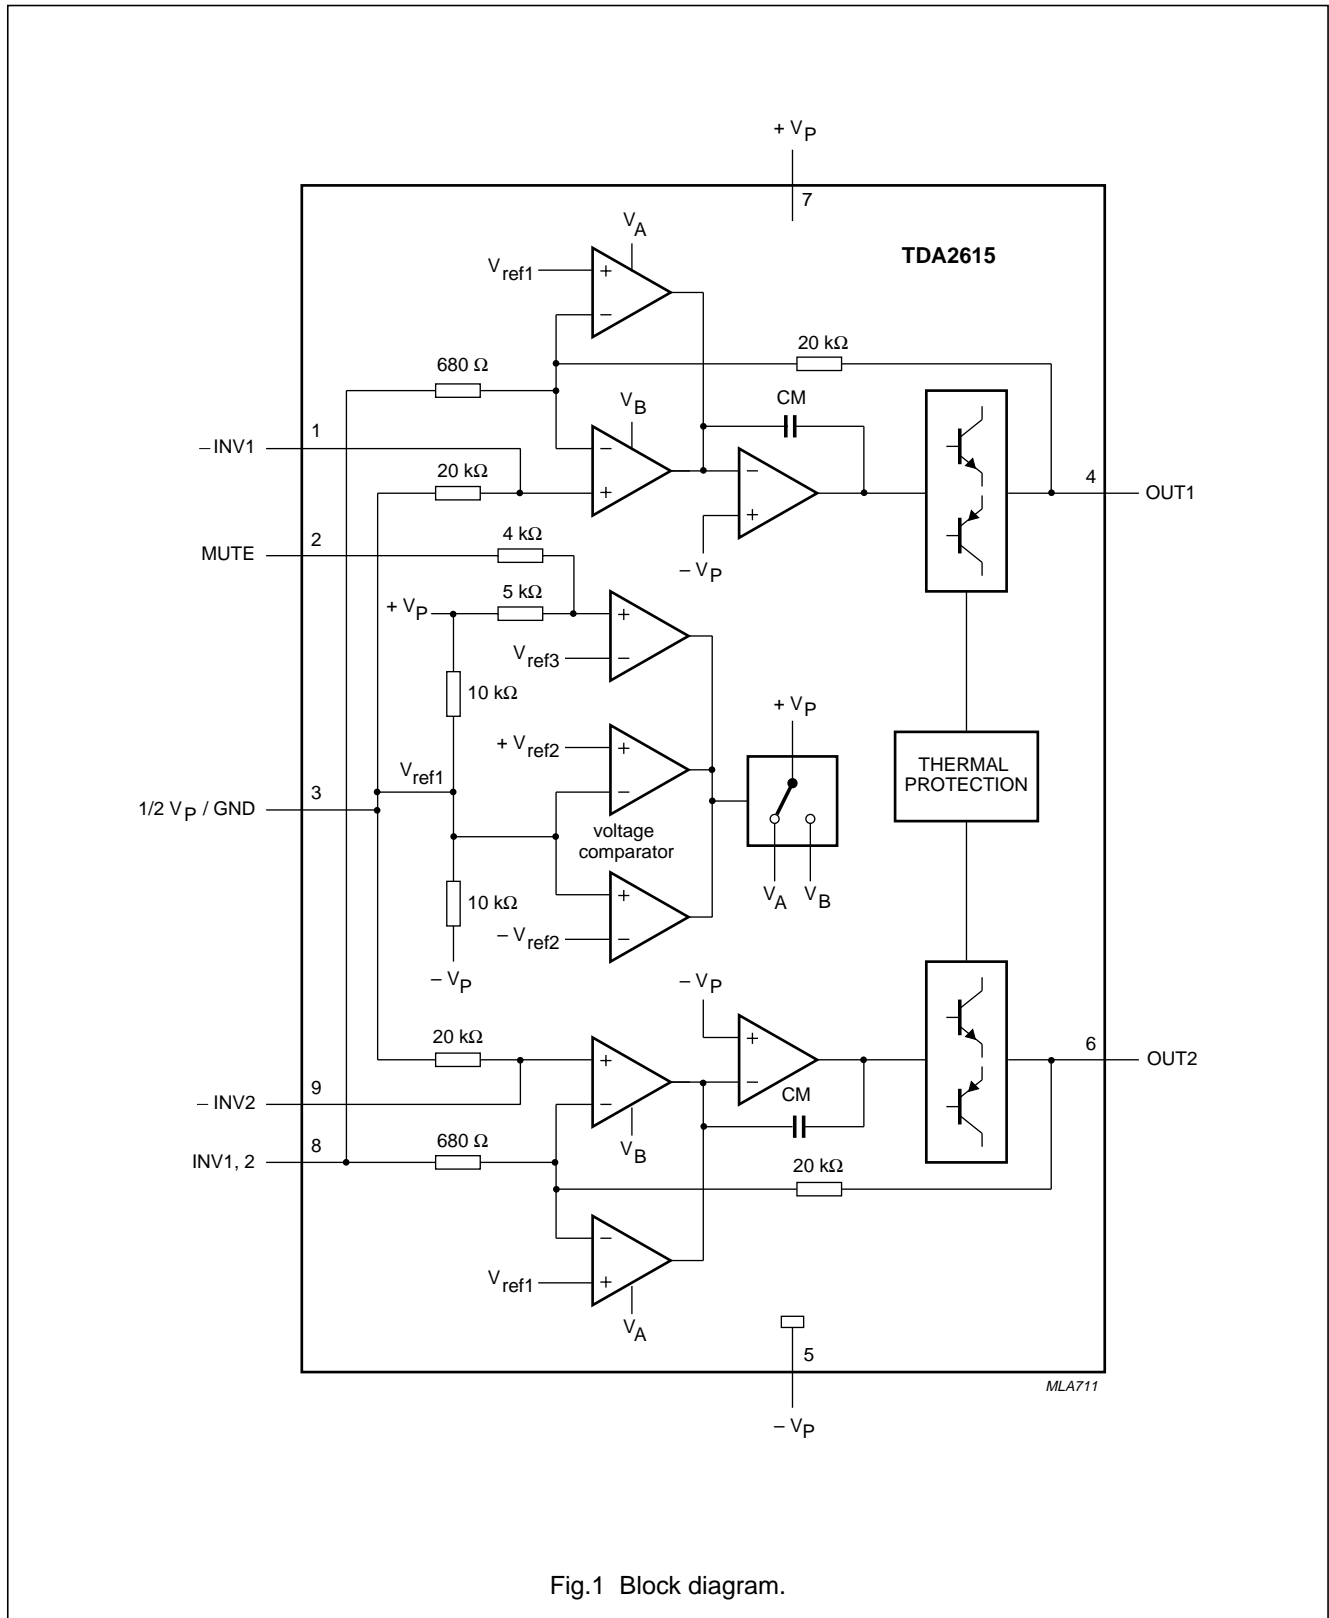 + VP
7
VA
TDA2615
Vref1
+
−
20 kΩ
680 Ω
VB
CM
1
− INV1
−
+
−
+
20 kΩ
4
OUT1
2
MUTE
4 kΩ
− VP
+ VP
5 kΩ
+
Vref3
−
10 kΩ
+ VP
+ Vref2
+
−
THERMAL
PROTECTION
Vref1
3
1/2 VP / GND
voltage
comparator
VA
VB
10 kΩ
+
− Vref2
−
− VP
− VP
20 kΩ
+
−
+
−
6
OUT2
9
− INV2
CM
8
INV1, 2
680 Ω
VB
20 kΩ
−
Vref1
+
VA
5
MLA711
− VP
Fig.1 Block diagram.